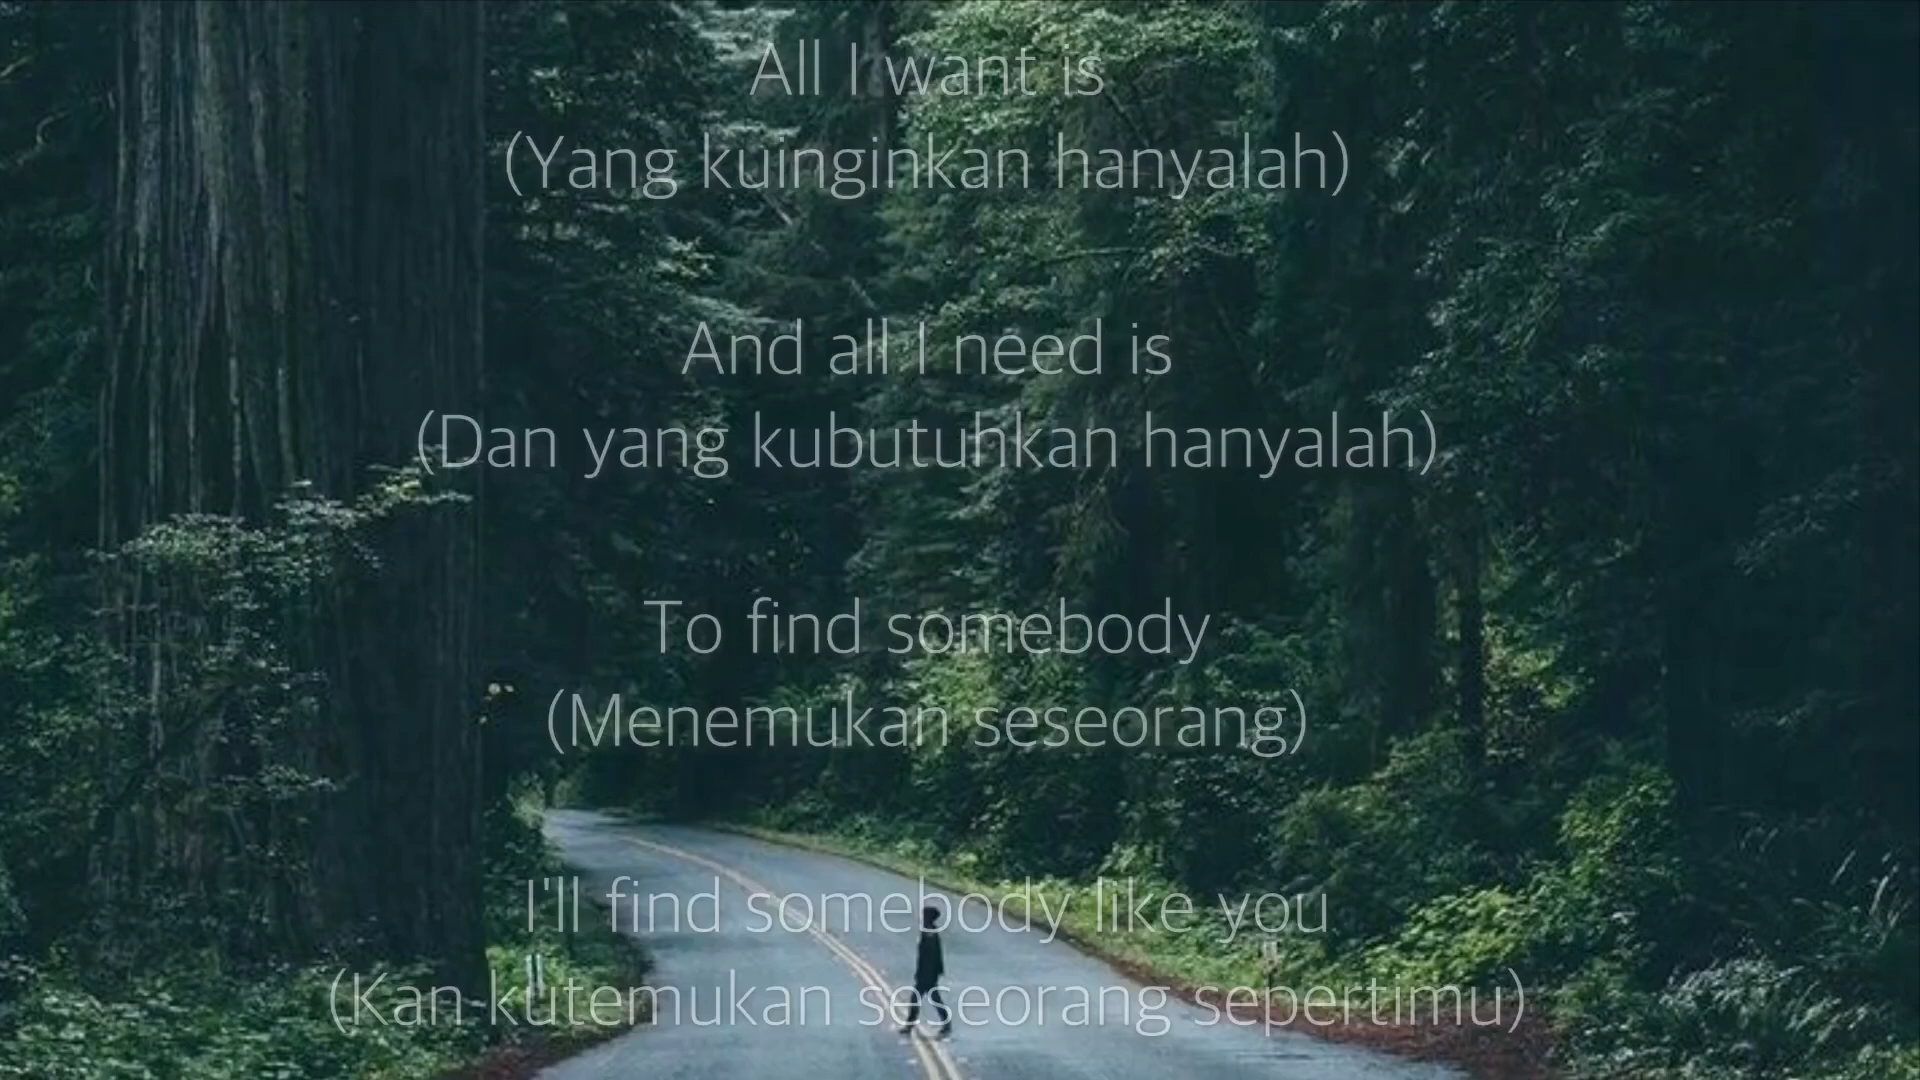 All I want is
(Yang kuinginkan hanyalah)
And all I need is
(Dan yang kubutuhkan hanyalah)
To find somebody
(Menemukan seseorang)
I'll find somebody like you
(Kan kutemukan seseorang sepertimu)